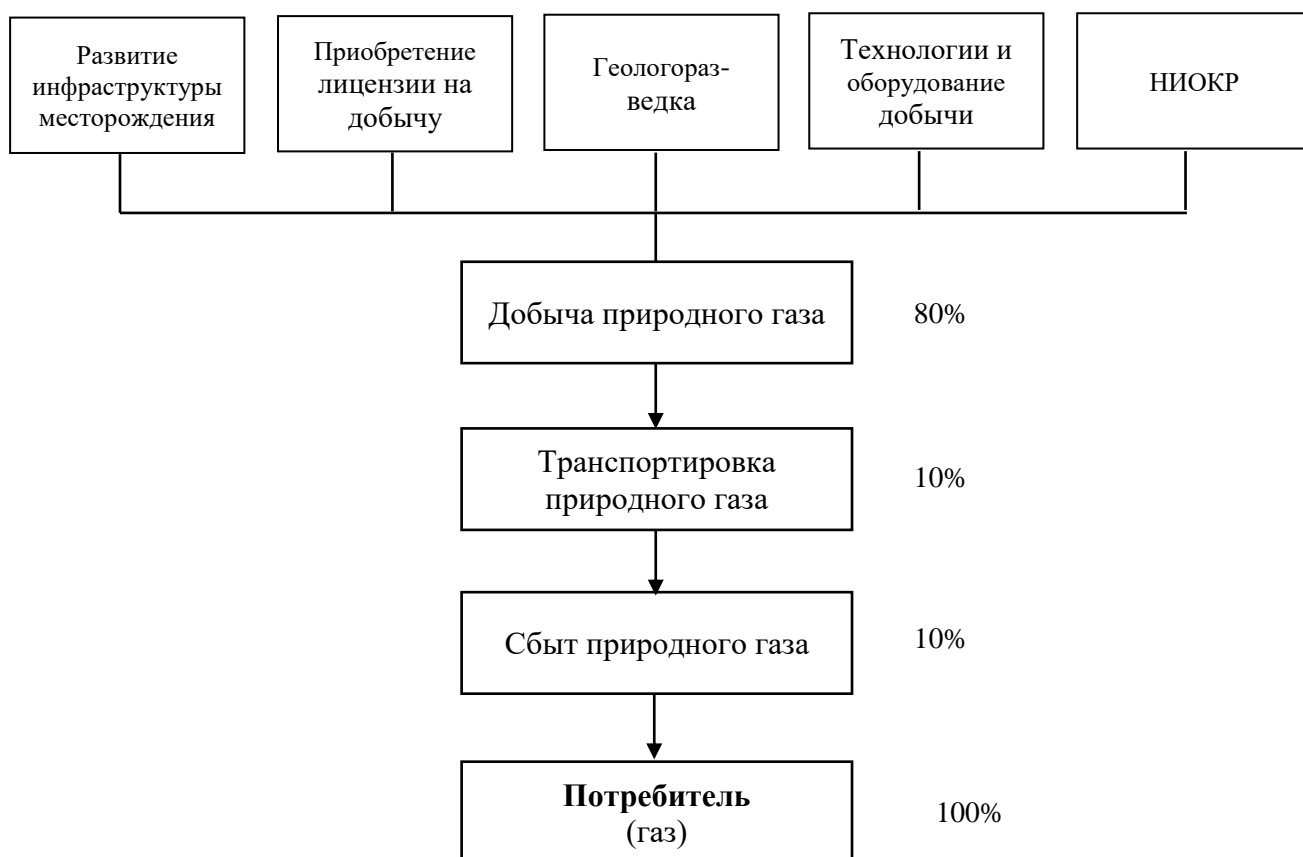 Развитие
инфраструктуры
месторождения
Приобретение
лицензии на
добычу
Геологораз-
ведка
Технологии и
оборудование
добычи
НИОКР
Добыча природного газа
80%
Транспортировка
природного газа
10%
Сбыт природного газа
10%
Потребитель
(газ)
100%